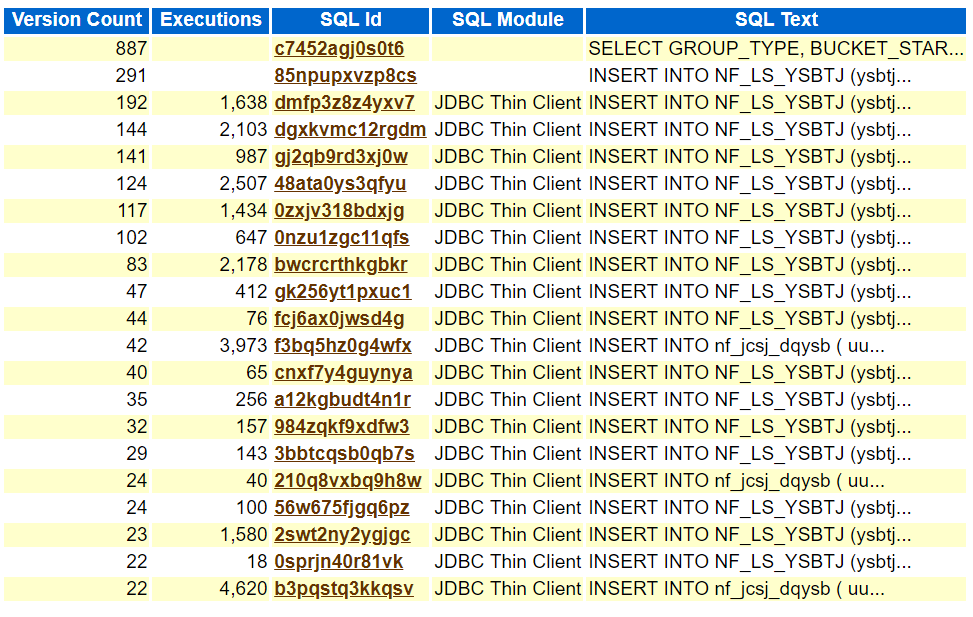 Version Count Executions SQL Id SQL Module SQL Text
887 c7452agj0s0t6 SELECT GROUP_TYPE, BUCKET_STAR...
291 85npupxvzp8cs INSERT INTO NF_LS_YSBTJ (ysbtj...
192 1,638 dmfp3z8z4yxv7 JDBC Thin Client INSERT INTO NF_LS_YSBTJ (ysbtj...
144 2,103 dgxkvmc12rgdm JDBC Thin Client INSERT INTO NF_LS_YSBTJ (ysbtj...
141 987 gj2qb9rd3xj0w JDBC Thin Client INSERT INTO NF_LS_YSBTJ (ysbtj...
124 2,507 48ata0ys3qfyu JDBC Thin Client INSERT INTO NF_LS_YSBTJ (ysbtj...
117 1,434 0zxjv318bdxjg JDBC Thin Client INSERT INTO NF_LS_YSBTJ (ysbtj...
102 647 0nzu1zgc11qfs JDBC Thin Client INSERT INTO NF_LS_YSBTJ (ysbtj...
83 2,178 bwcrcrthkgbkr JDBC Thin Client INSERT INTO NF_LS_YSBTJ (ysbtj...
47 412 gk256yt1pxuc1 JDBC Thin Client INSERT INTO NF_LS_YSBTJ (ysbtj...
44 76 fcj6ax0jwsd4g JDBC Thin Client INSERT INTO NF_LS_YSBTJ (ysbtj...
42 3,973 f3bq5hz0g4wfx JDBC Thin Client INSERT INTO nf_jcsj_dqysb ( uu...
40 65 cnxf7y4guynya JDBC Thin Client INSERT INTO NF_LS_YSBTJ (ysbtj...
35 256 a12kgbudt4n1r JDBC Thin Client INSERT INTO NF_LS_YSBTJ (ysbtj...
32 157 984zqkf9xdfw3 JDBC Thin Client INSERT INTO NF_LS_YSBTJ (ysbtj...
29 143 3bbtcqsb0qb7s JDBC Thin Client INSERT INTO NF_LS_YSBTJ (ysbtj...
24 40 210q8vxbq9h8w JDBC Thin Client INSERT INTO nf_jcsj_dqysb ( uu...
24 100 56w675fjgq6pz JDBC Thin Client INSERT INTO NF_LS_YSBTJ (ysbtj...
23 1,580 2swt2ny2ygjgc JDBC Thin Client INSERT INTO NF_LS_YSBTJ (ysbtj...
22 18 0sprjn40r81vk JDBC Thin Client INSERT INTO NF_LS_YSBTJ (ysbtj...
22 4,620 b3pqstq3kkqsv JDBC Thin Client INSERT INTO nf_jcsj_dqysb ( uu...